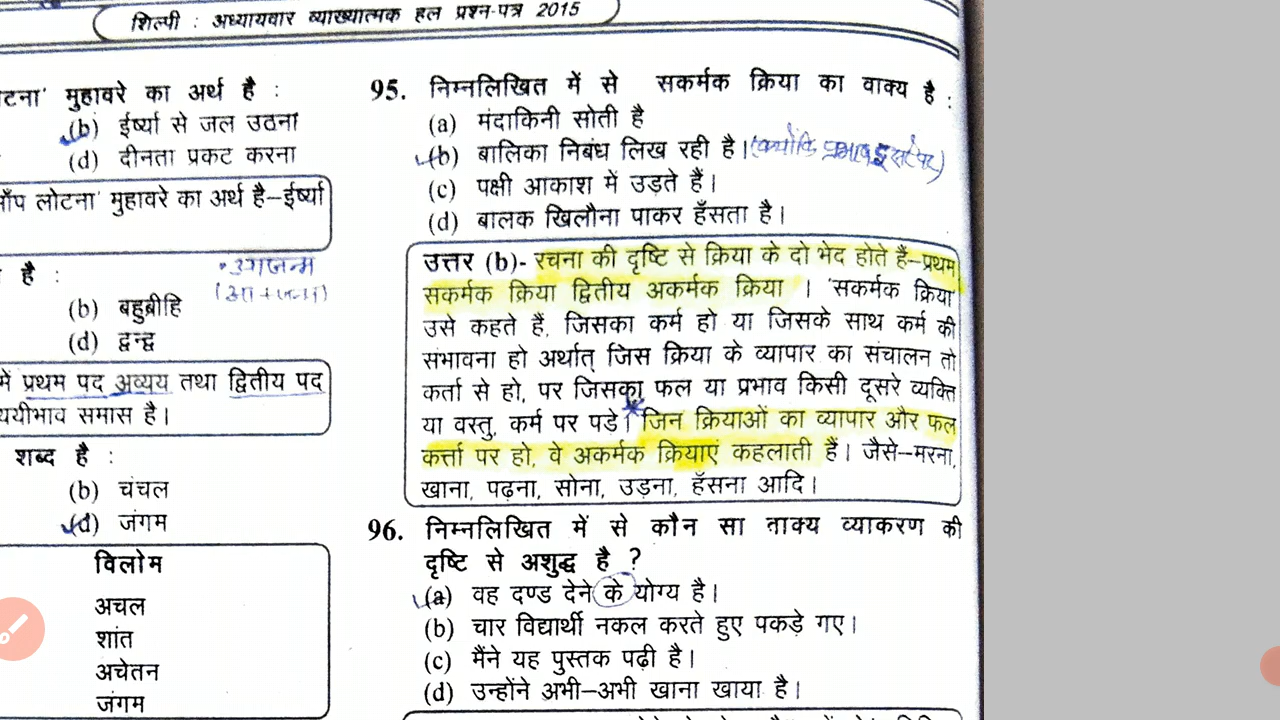 शिल्पी : अध्यायवार व्याख्यात्मक हल प्रश्न-पत्र 2015
टना' मुहावरे का अर्थ है :
(b) ईर्ष्या से जल उठना
(d) दीनता प्रकट करना
ाँप लोटना' मुहावरे का अर्थ है–ईर्ष्या
है :
• आजन्म
(आ + जन्म)
(b) बहुब्रीहि
(d) द्वन्द्व
में प्रथम पद अव्यय तथा द्वितीय पद
ययीभाव समास है।
शब्द है :
(b) चंचल
(d) जंगम
विलोम
अचल
शांत
अचेतन
जंगम
95. निम्नलिखित में से सकर्मक क्रिया का वाक्य है :
(a) मंदाकिनी सोती है
(b) बालिका निबंध लिख रही है। (क्योंकि प्रभाव पर)
(c) पक्षी आकाश में उड़ते हैं।
(d) बालक खिलौना पाकर हँसता है।
उत्तर (b)- रचना की दृष्टि से क्रिया के दो भेद होते हैं–प्रथम
सकर्मक क्रिया द्वितीय अकर्मक क्रिया । 'सकर्मक क्रिया'
उसे कहते हैं, जिसका कर्म हो या जिसके साथ कर्म की
संभावना हो अर्थात् जिस क्रिया के व्यापार का संचालन तो
कर्ता से हो, पर जिसका फल या प्रभाव किसी दूसरे व्यक्ति
या वस्तु, कर्म पर पड़े। जिन क्रियाओं का व्यापार और फल
कर्त्ता पर हो, वे अकर्मक क्रियाएं कहलाती हैं। जैसे–मरना,
खाना, पढ़ना, सोना, उड़ना, हँसना आदि।
96. निम्नलिखित में से कौन सा वाक्य व्याकरण की
दृष्टि से अशुद्ध है ?
(a) वह दण्ड देने के योग्य है।
(b) चार विद्यार्थी नकल करते हुए पकड़े गए।
(c) मैंने यह पुस्तक पढ़ी है।
(d) उन्होंने अभी–अभी खाना खाया है।